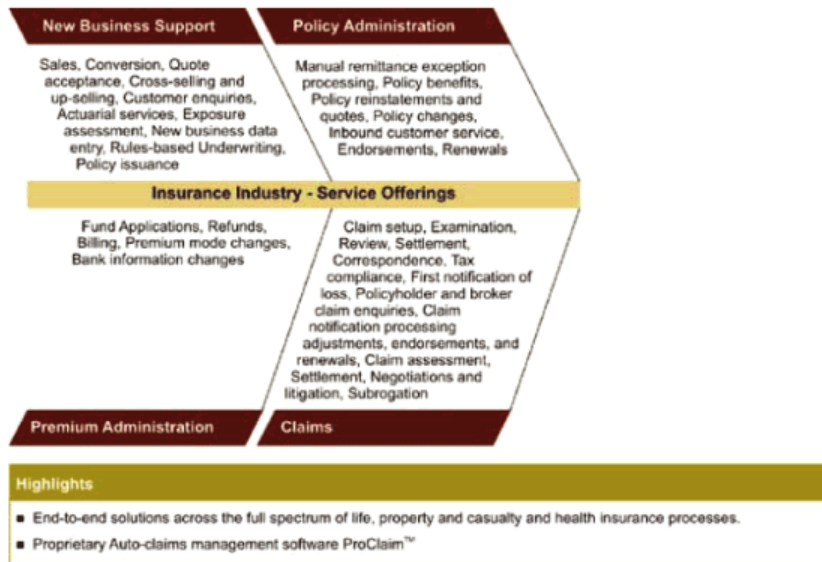 New Business Support
Sales, Conversion, Quote
acceptance, Cross-selling and
up-selling, Customer enquiries,
Actuarial services, Exposure
assessment, New business data
entry, Rules-based Underwriting,
Policy issuance
Policy Administration
Manual remittance exception
processing, Policy benefits,
Policy reinstatements and
quotes, Policy changes,
Inbound customer service,
Endorsements, Renewals
Insurance Industry - Service Offerings
Fund Applications, Refunds,
Billing, Premium mode changes,
Bank information changes
Premium Administration
Claim setup, Examination,
Review, Settlement,
Correspondence, Tax
compliance, First notification of
loss, Policyholder and broker
claim enquiries, Claim
notification processing
adjustments, endorsements, and
renewals, Claim assessment,
Settlement, Negotiations and
litigation, Subrogation
Claims
Highlights
■ End-to-end solutions across the full spectrum of life, property and casualty and health insurance processes.
■ Proprietary Auto-claims management software ProClaim™